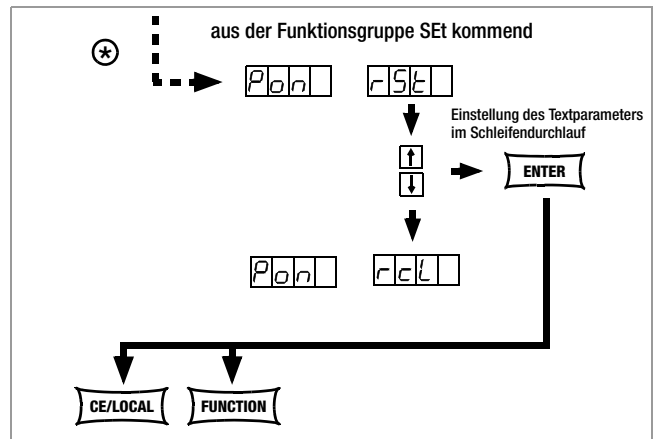 aus der Funktionsgruppe SEt kommend
Pon rSt
Einstellung des Textparameters
im Schleifendurchlauf
ENTER
Pon rcL
CE/LOCAL FUNCTION